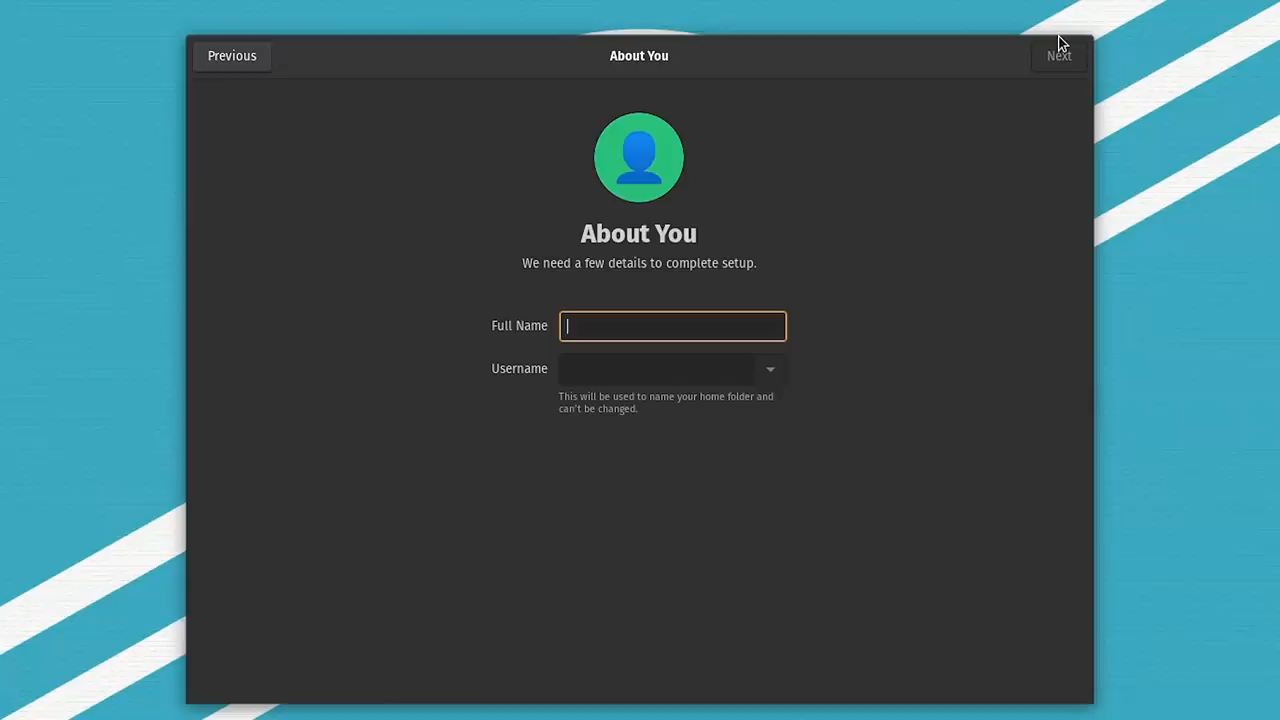 Previous
About You
Next
About You
We need a few details to complete setup.
Full Name
Username
This will be used to name your home folder and
can't be changed.